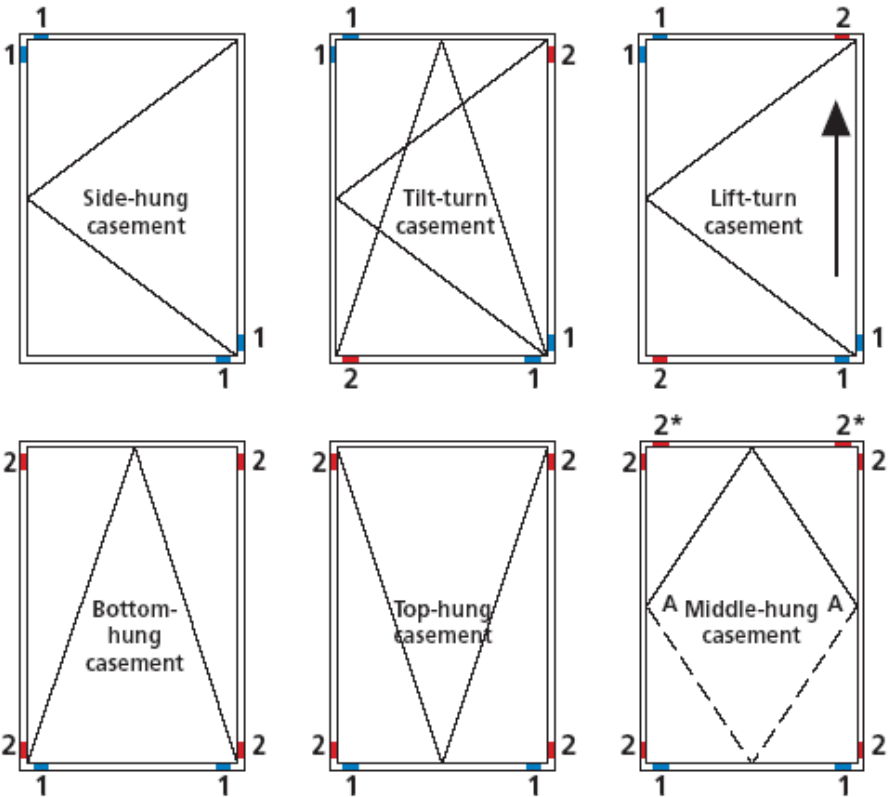 1
1
Side-hung
casement
1
1
1
1
2
Tilt-turn
casement
1
2
1
1
2
1
Lift-turn
casement
1
2
1
2
2
Bottom-
hung
casement
2
2
1
1
2
2
Top-hung
casement
2
2
1
1
2*
2*
2
2
A Middle-hung A
casement
2
2
1
1